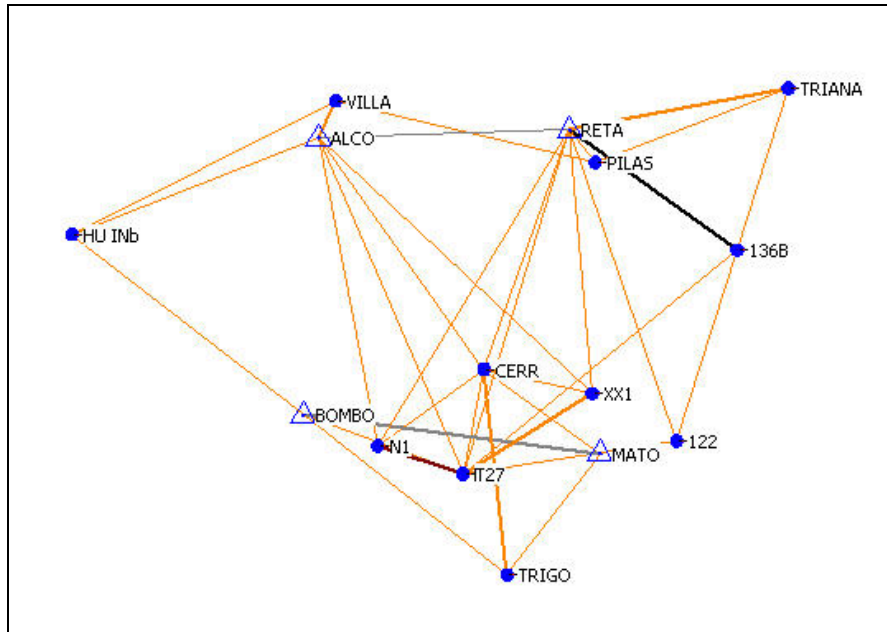 VILLA
TRIANA
ALCO
RETA
PILAS
HU INb
136B
CERR
XX1
BOMBO
N1
122
MATO
IT27
TRIGO